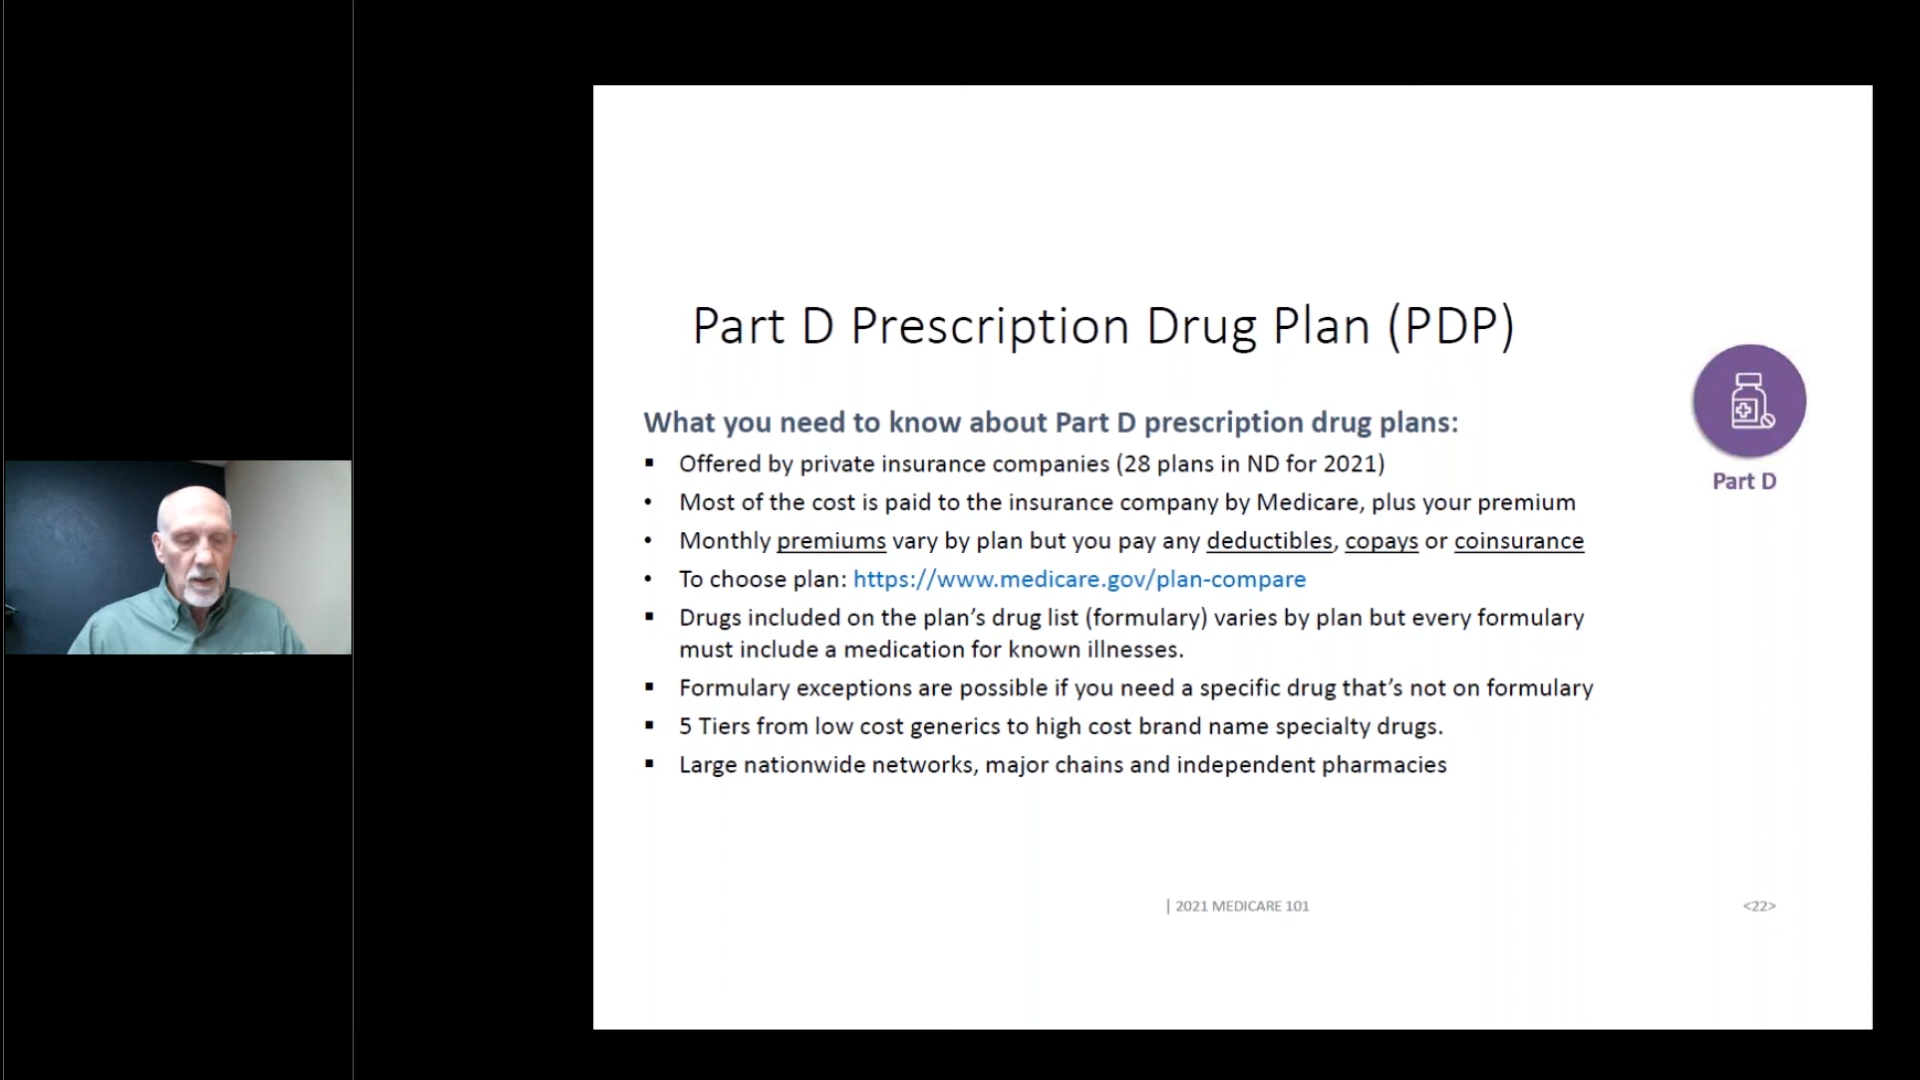 Part D Prescription Drug Plan (PDP)
What you need to know about Part D prescription drug plans:
▪ Offered by private insurance companies (28 plans in ND for 2021)
• Most of the cost is paid to the insurance company by Medicare, plus your premium
• Monthly premiums vary by plan but you pay any deductibles, copays or coinsurance
• To choose plan: https://www.medicare.gov/plan-compare
▪ Drugs included on the plan’s drug list (formulary) varies by plan but every formulary
must include a medication for known illnesses.
▪ Formulary exceptions are possible if you need a specific drug that’s not on formulary
▪ 5 Tiers from low cost generics to high cost brand name specialty drugs.
▪ Large nationwide networks, major chains and independent pharmacies
Part D
| 2021 MEDICARE 101
<22>